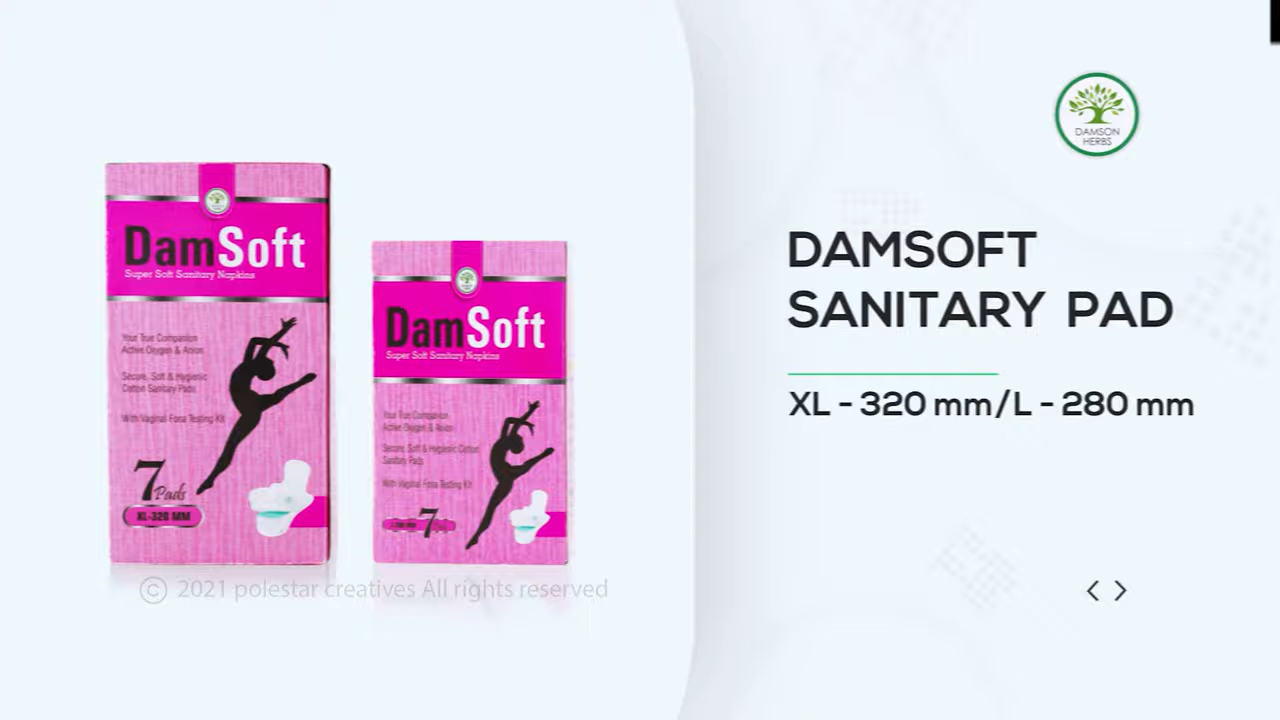 DamSoft
Super Soft Sanitary Napkins
Your True Companion
Active Oxygen & Anion
Secure, Soft & Hygienic
Cotton Sanitary Pads
With Vaginal Fona Testing Kit
7 Pads
XL-320 MM
DamSoft
Super Soft Sanitary Napkins
Your True Companion
Active Oxygen & Anion
Secure, Soft & Hygienic Cotton
Sanitary Pads
With Vaginal Fona Testing Kit
7
© 2021 polestar creatives All rights reserved
DAMSON
HERBS
DAMSOFT
SANITARY PAD
XL - 320 mm/L - 280 mm